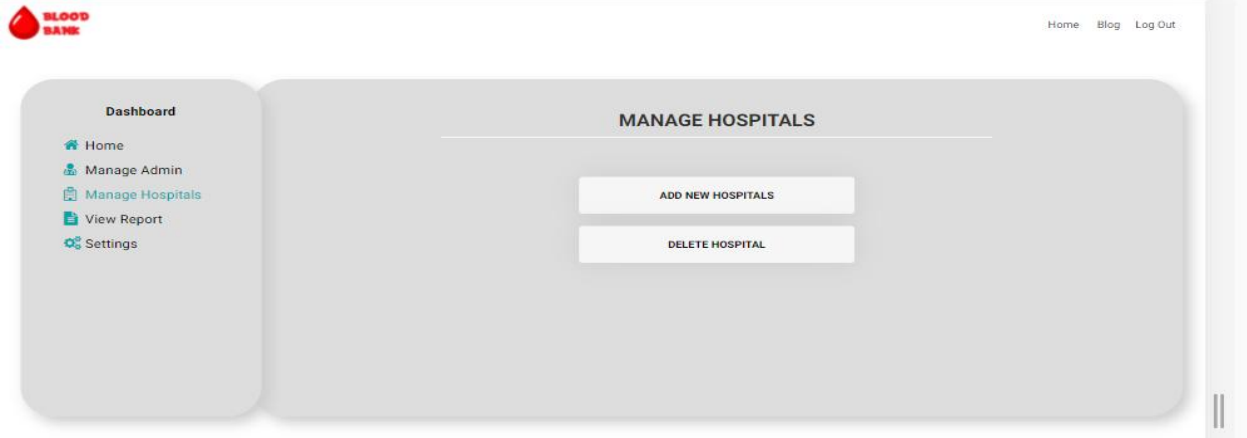 BLOOD
BANK
Home Blog Log Out
Dashboard
Home
Manage Admin
Manage Hospitals
View Report
Settings
MANAGE HOSPITALS
ADD NEW HOSPITALS
DELETE HOSPITAL